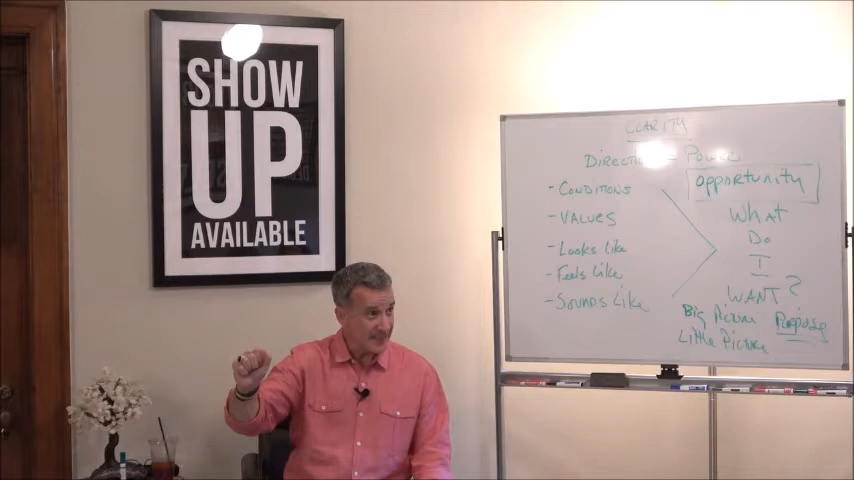 SHOW
UP
AVAILABLE
CLARITY
DIRECTION = POWER
OPPORTUNITY
- CONDITIONS
- VALUES
- Looks Like
- Feels Like
- Sounds Like
What
Do
I
WANT?
Big Picture Purpose
Little Picture